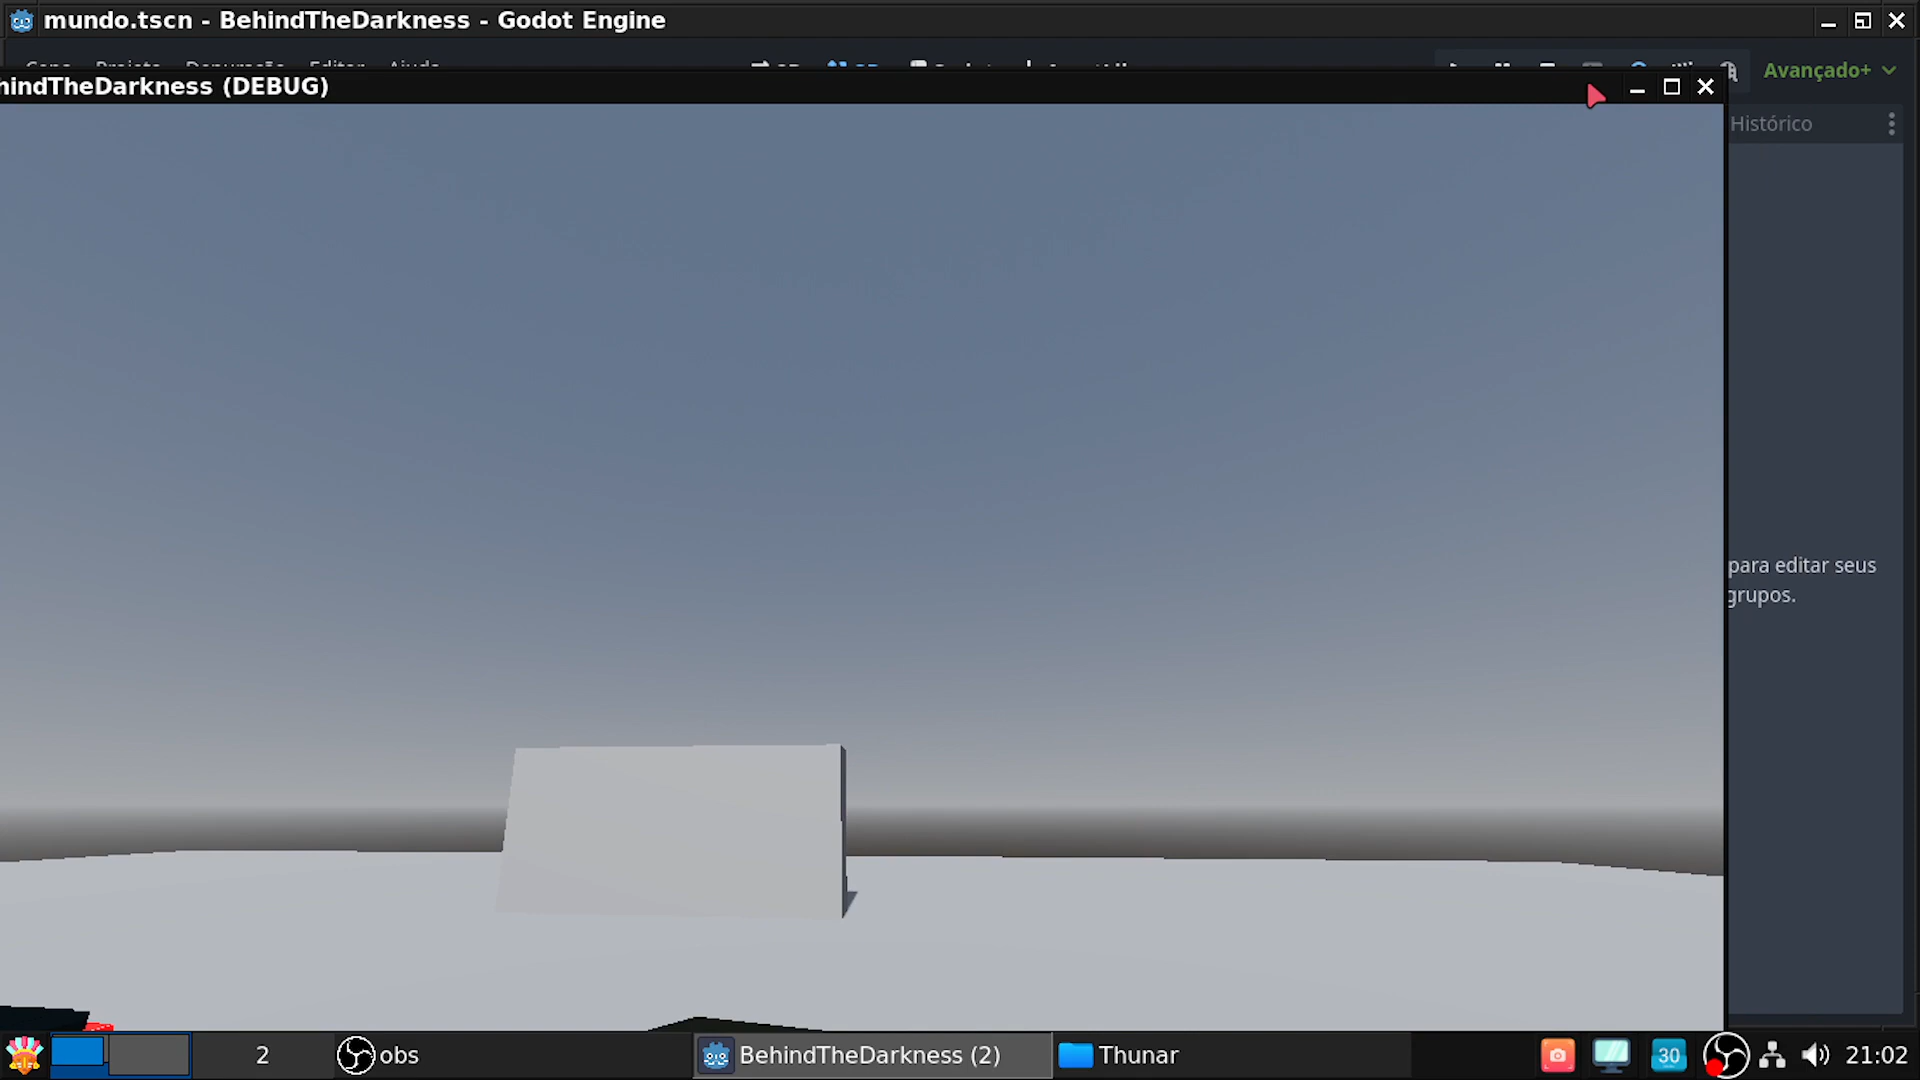 mundo.tscn - BehindTheDarkness - Godot Engine
Avançado+
hindTheDarkness (DEBUG)
Histórico
para editar seus
grupos.
2
obs
BehindTheDarkness (2)
Thunar
30
21:02